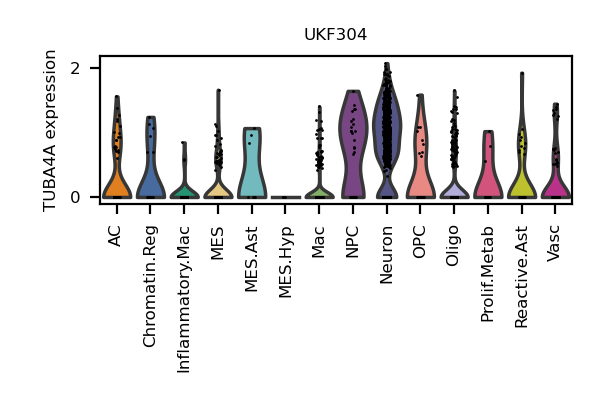 UKF304
TUBA4A expression
2
0
AC
Chromatin.Reg
Inflammatory.Mac
MES
MES.Ast
MES.Hyp
Mac
NPC
Neuron
OPC
Oligo
Prolif.Metab
Reactive.Ast
Vasc